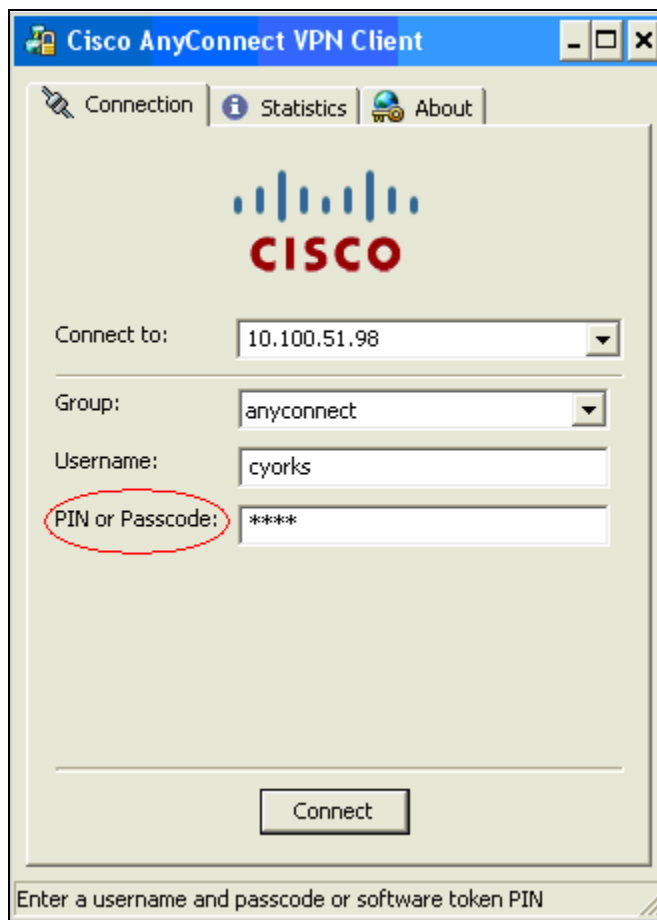 Cisco AnyConnect VPN Client
Connection Statistics About
CISCO
Connect to: 10.100.51.98
Group: anyconnect
Username: cyorks
PIN or Passcode: ****
Connect
Enter a username and passcode or software token PIN